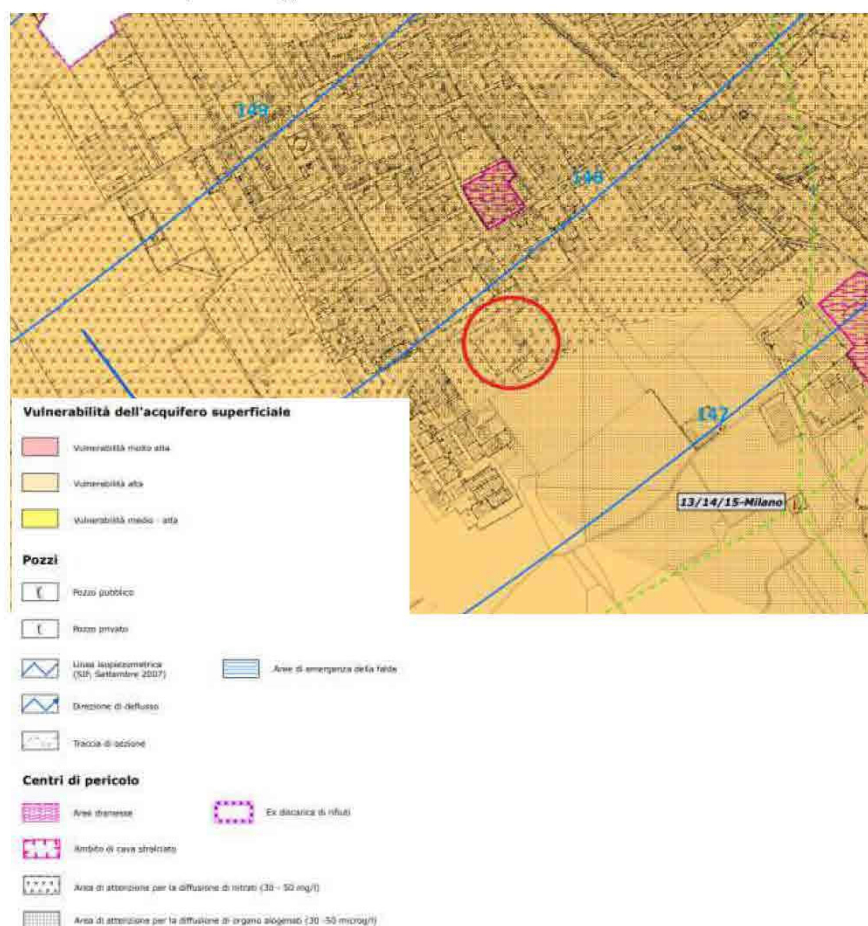 149
148
147
13/14/15-Milano
Vulnerabilità dell'acquifero superficiale
Vulnerabilità molto alta
Vulnerabilità alta
Vulnerabilità medio - alta
Pozzi
Pozzo pubblico
Pozzo privato
Linea isopiezometrica
(SIF, Settembre 2007)
Aree di emergenza della falda
Direzione di deflusso
Traccia di sezione
Centri di pericolo
Aree dismesse
Ex discarica di rifiuti
Ambito di cava stralciato
Area di attenzione per la diffusione di nitrati (30 - 50 mg/l)
Area di attenzione per la diffusione di organo alogenati (30 -50 microg/l)